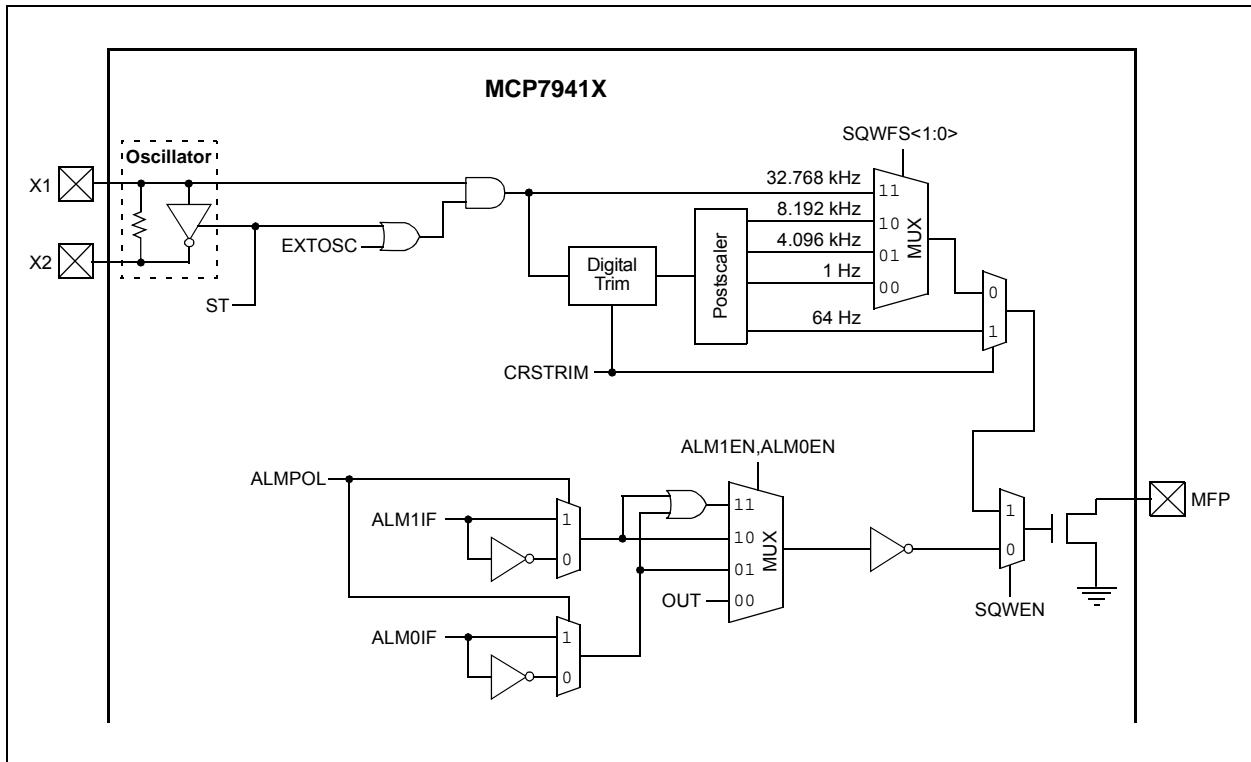 MCP7941X
SQWFS<1:0>
Oscillator
X1
X2
ST
EXTOSC
32.768 kHz
8.192 kHz
4.096 kHz
1 Hz
64 Hz
11
10
01
00
MUX
Digital
Trim
Postscaler
0
1
CRSTRIM
ALM1EN,ALM0EN
ALMPOL
ALM1IF
1
0
ALM0IF
1
0
11
10
01
00
MUX
OUT
1
0
SQWEN
MFP